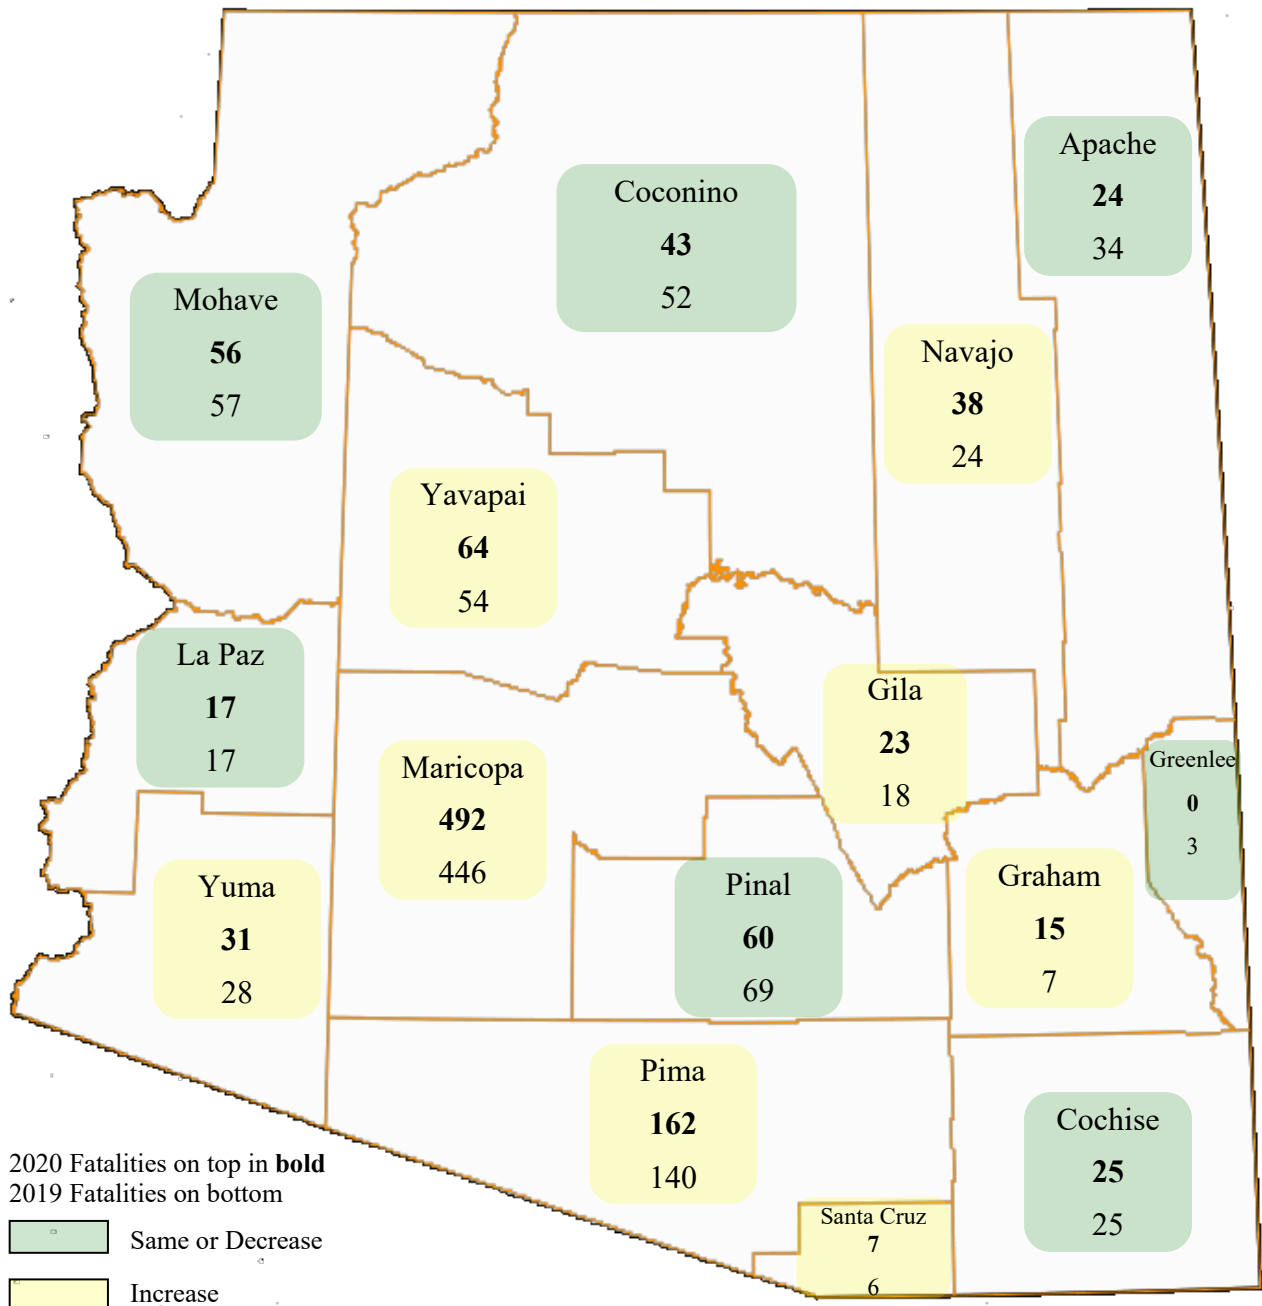 Apache
24
34
Coconino
43
52
Mohave
56
57
Navajo
38
24
Yavapai
64
54
La Paz
17
17
Gila
23
18
Maricopa
492
446
Greenlee
0
3
Yuma
31
28
Pinal
60
69
Graham
15
7
Pima
162
140
Cochise
25
25
Santa Cruz
7
6
2020 Fatalities on top in bold
2019 Fatalities on bottom
Same or Decrease
Increase